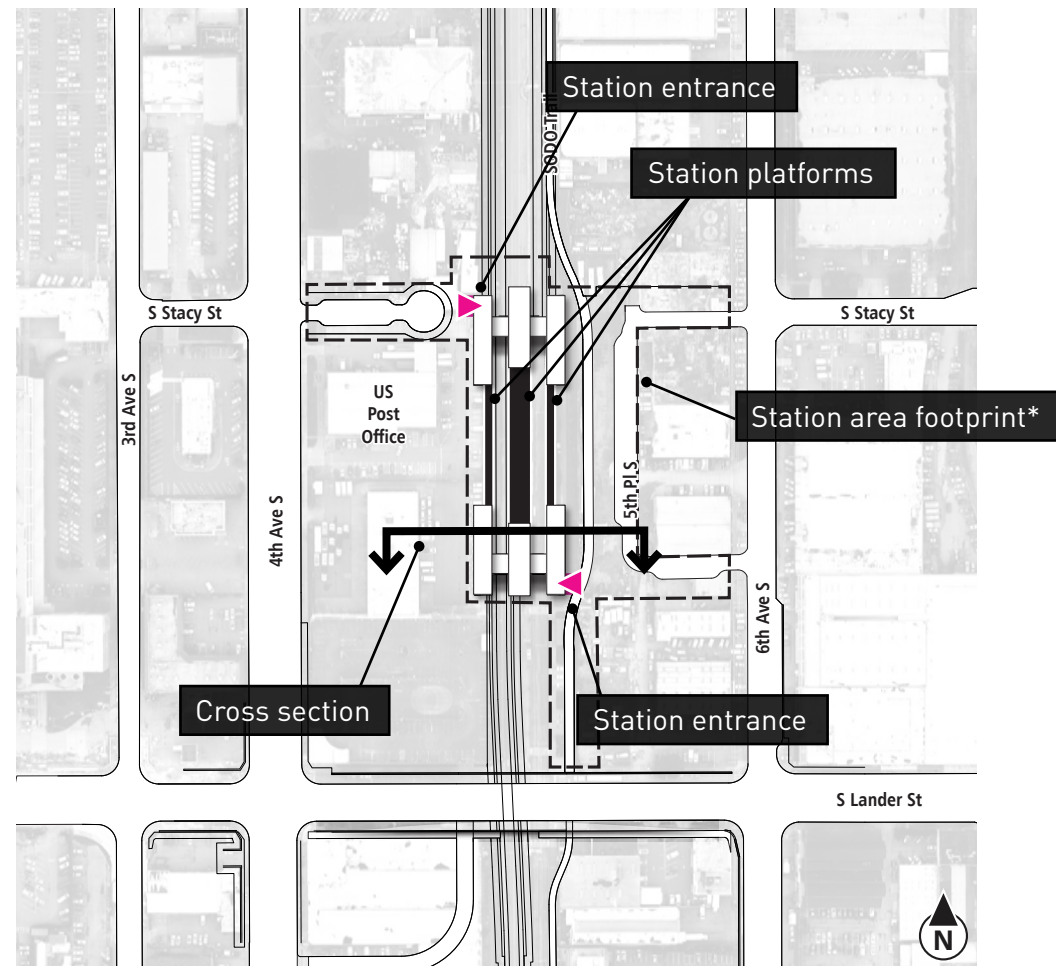 Station entrance
SODO Trail
Station platforms
S Stacy St
S Stacy St
3rd Ave S
US
Post
Office
Station area footprint*
5th Pl S
4th Ave S
6th Ave S
Cross section
Station entrance
S Lander St
N